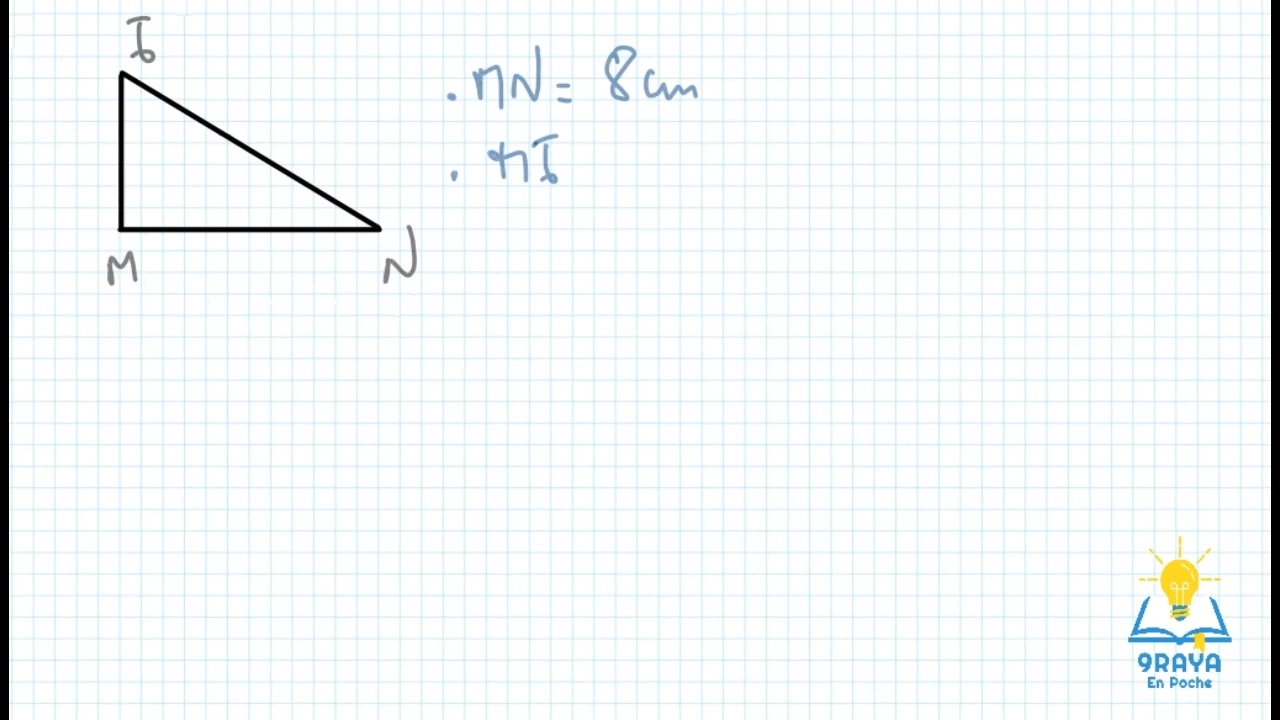 I
. MN = 8cm
. MI
M
N
9RAYA
En Poche